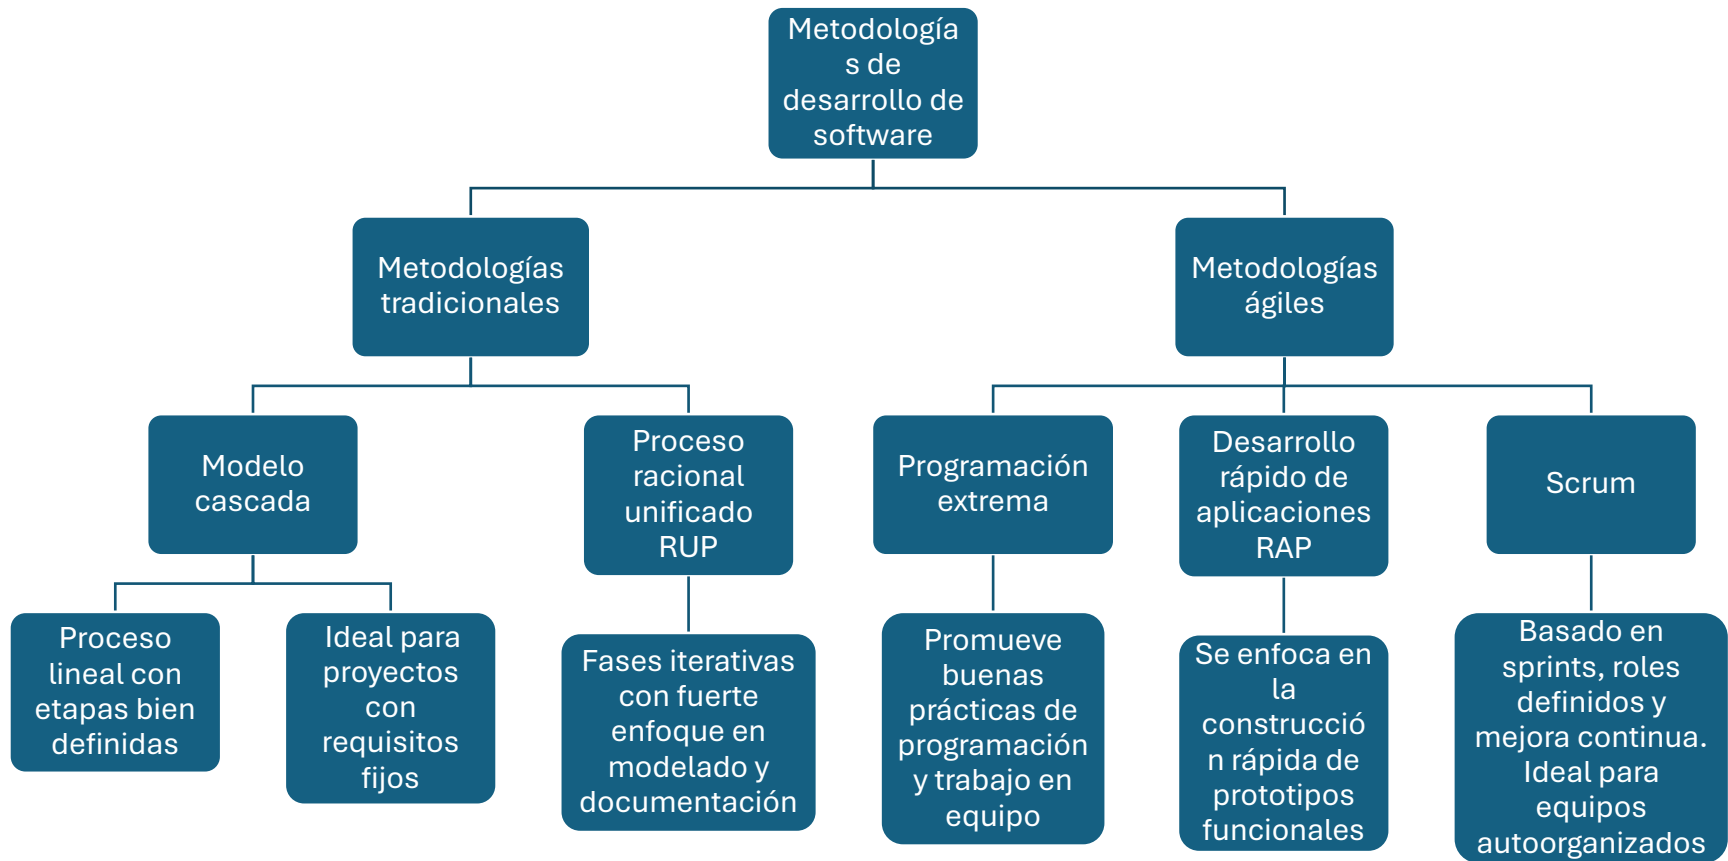 Metodología
s de
desarrollo de
software
Metodologías
tradicionales
Metodologías
ágiles
Modelo
cascada
Proceso
racional
unificado
RUP
Programación
extrema
Desarrollo
rápido de
aplicaciones
RAP
Scrum
Proceso
lineal con
etapas bien
definidas
Ideal para
proyectos
con
requisitos
fijos
Fases iterativas
con fuerte
enfoque en
modelado y
documentación
Promueve
buenas
prácticas de
programación
y trabajo en
equipo
Se enfoca en
la
construcció
n rápida de
prototipos
funcionales
Basado en
sprints, roles
definidos y
mejora continua.
Ideal para
equipos
autoorganizados